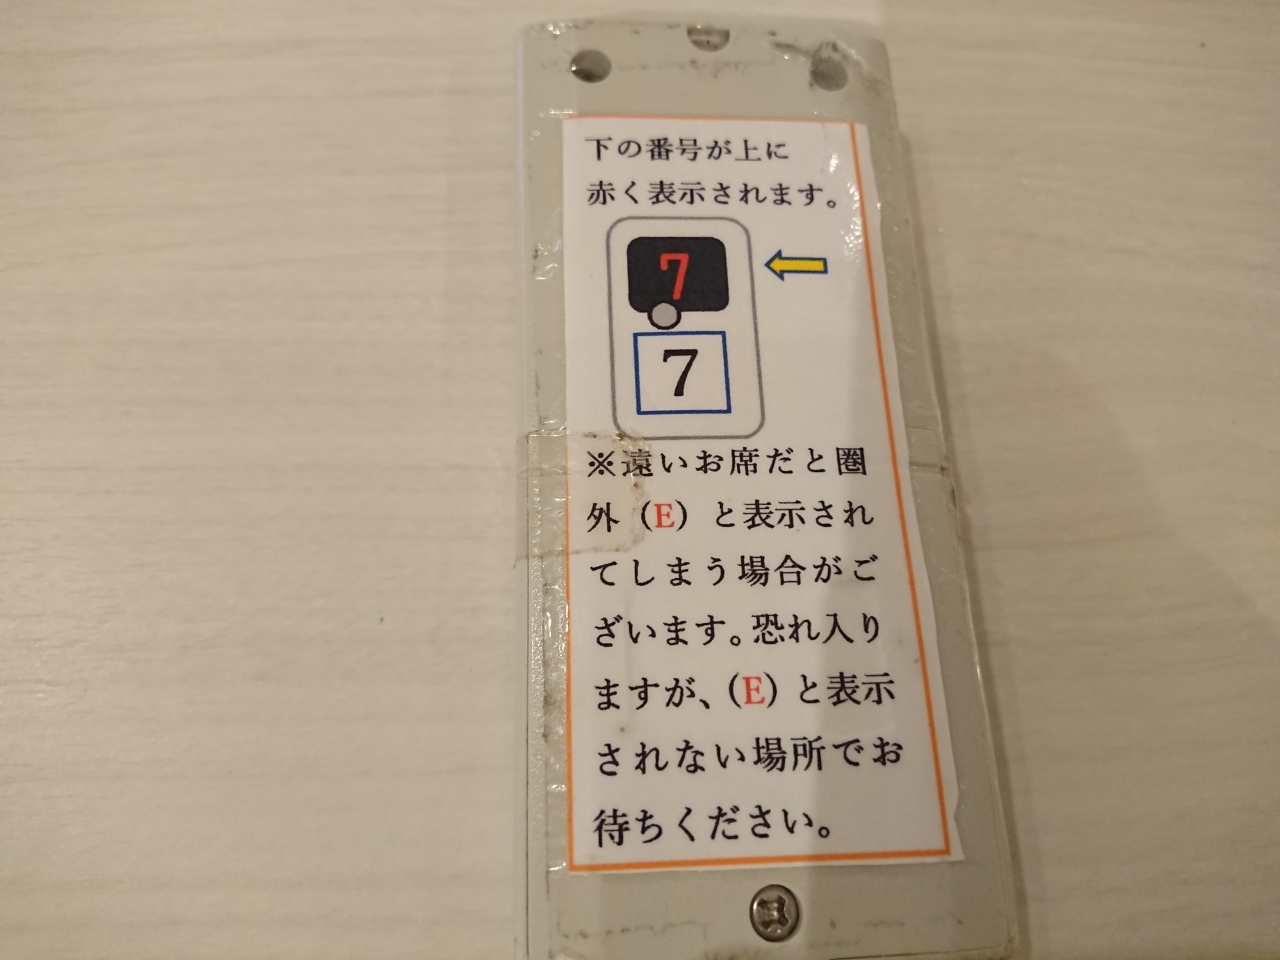 下の番号が上に
赤く表示されます。
7
7
※遠いお席だと圏
外（E）と表示され
てしまう場合がご
ざいます。恐れ入り
ますが、（E）と表示
されない場所でお
待ちください。